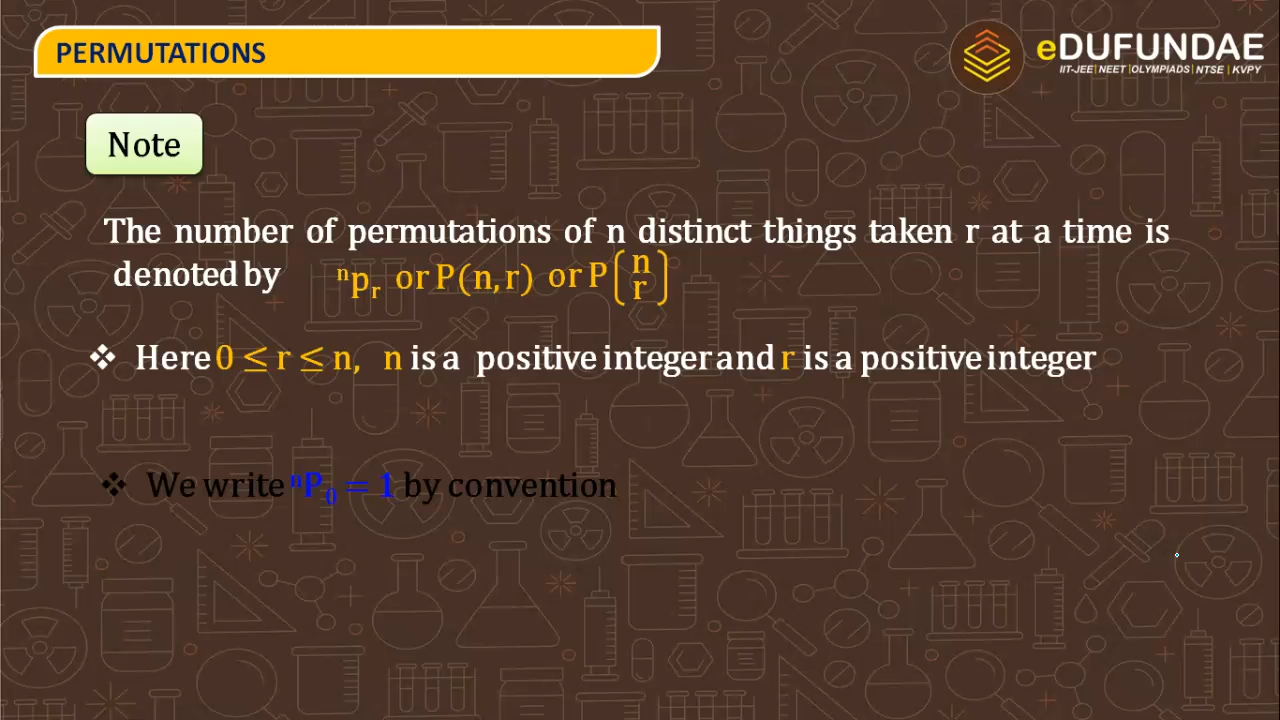 PERMUTATIONS
eDUFUNDAE
IIT-JEE| NEET |OLYMPIADS| NTSE | KVPY
Note
The number of permutations of n distinct things taken r at a time is
denoted by ⁿpᵣ or P(n, r) or P(n r)
❖ Here 0 ≤ r ≤ n, n is a positive integer and r is a positive integer
❖ We write ⁿP₀ = 1 by convention